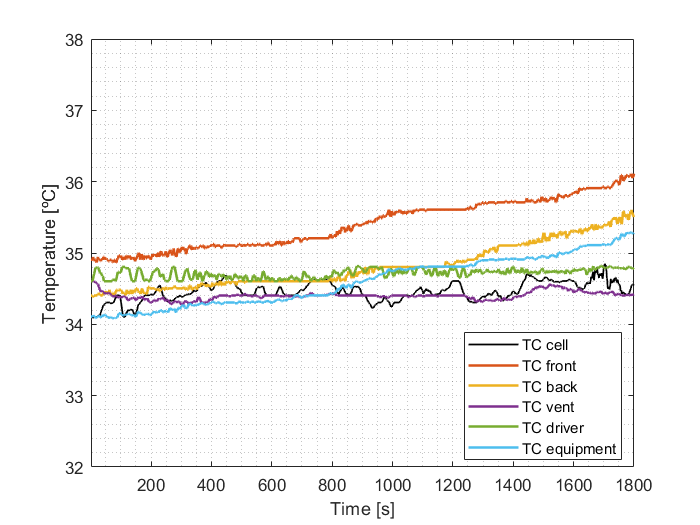 38
37
36
35
34
33
32
Temperature [ºC]
200 400 600 800 1000 1200 1400 1600 1800
Time [s]
TC cell
TC front
TC back
TC vent
TC driver
TC equipment